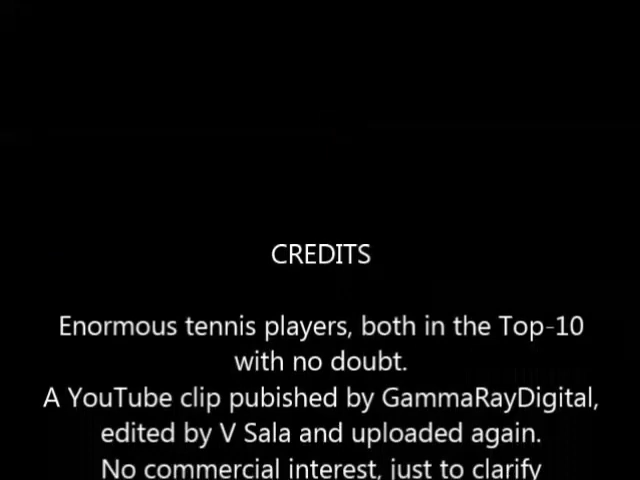 CREDITS
Enormous tennis players, both in the Top-10
with no doubt.
A YouTube clip pubished by GammaRayDigital,
edited by V Sala and uploaded again.
No commercial interest, just to clarify